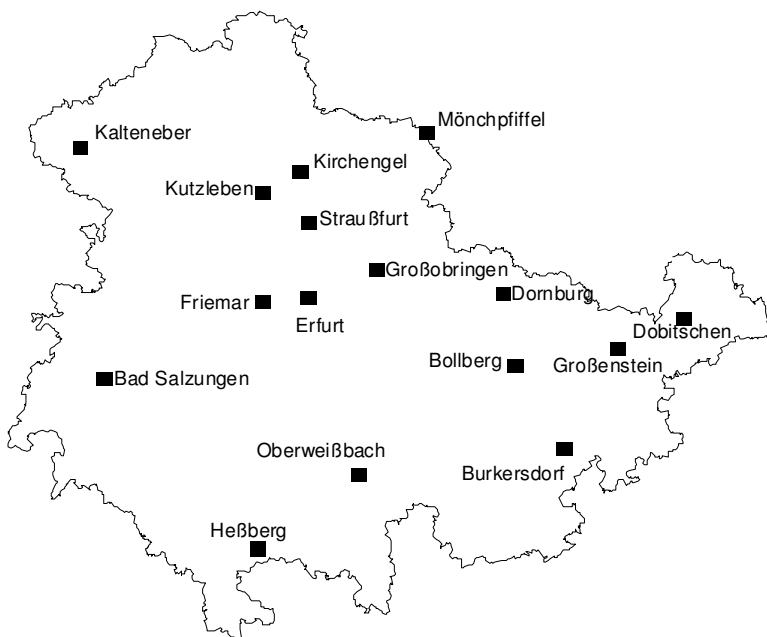 Mönchpfiffel
Kalteneber
Kirchengel
Kutzleben
Straußfurt
Großobringen
Friemar
Dornburg
Erfurt
Dobitschen
Bollberg
Großenstein
Bad Salzungen
Oberweißbach
Burkersdorf
Heßberg